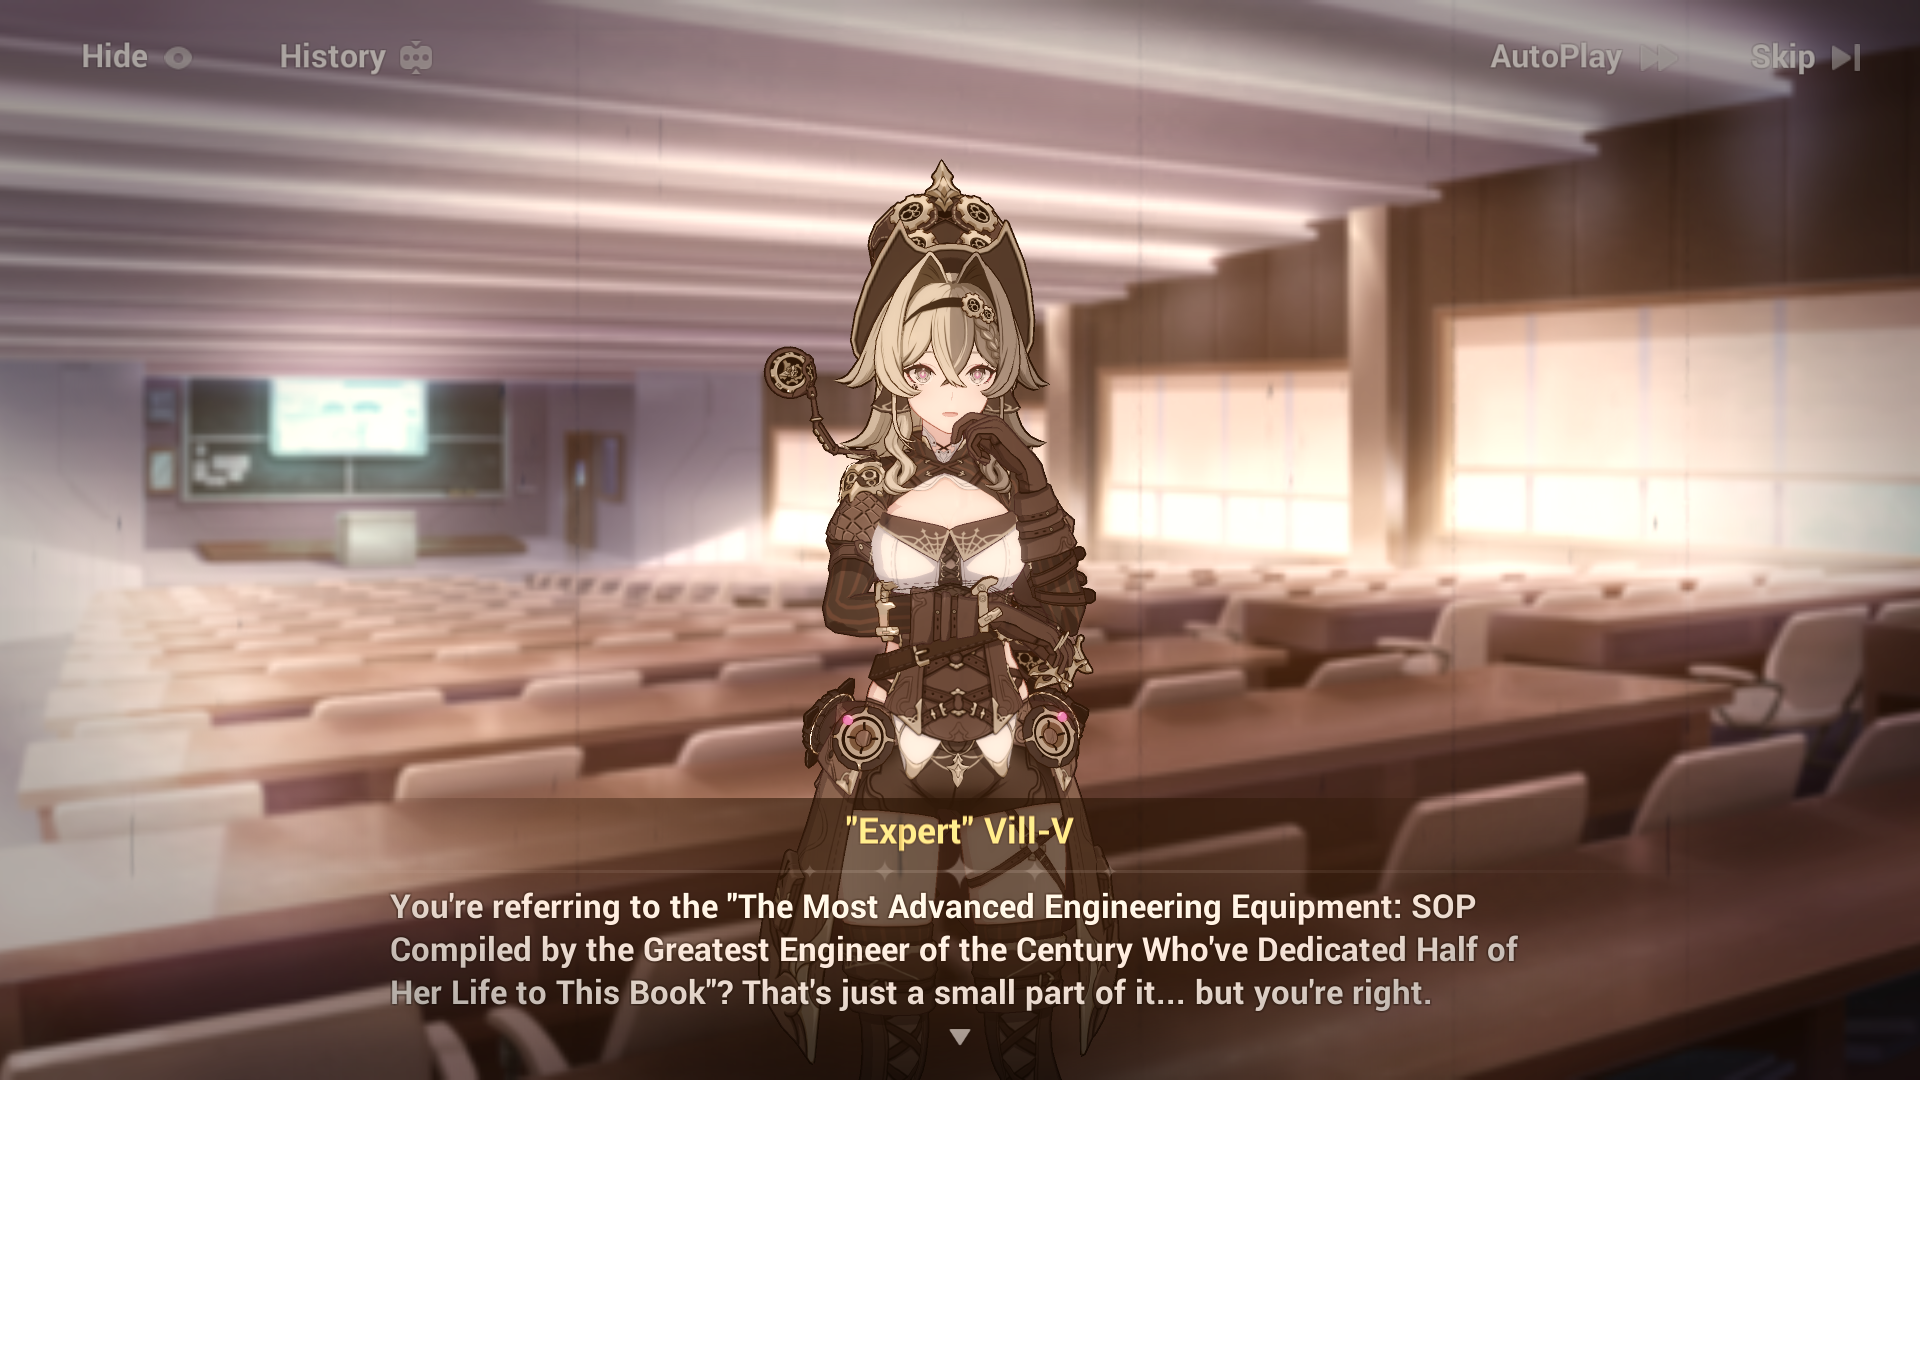 Hide
History
AutoPlay
Skip
"Expert" Vill-V
You're referring to the "The Most Advanced Engineering Equipment: SOP
Compiled by the Greatest Engineer of the Century Who've Dedicated Half of
Her Life to This Book"? That's just a small part of it... but you're right.